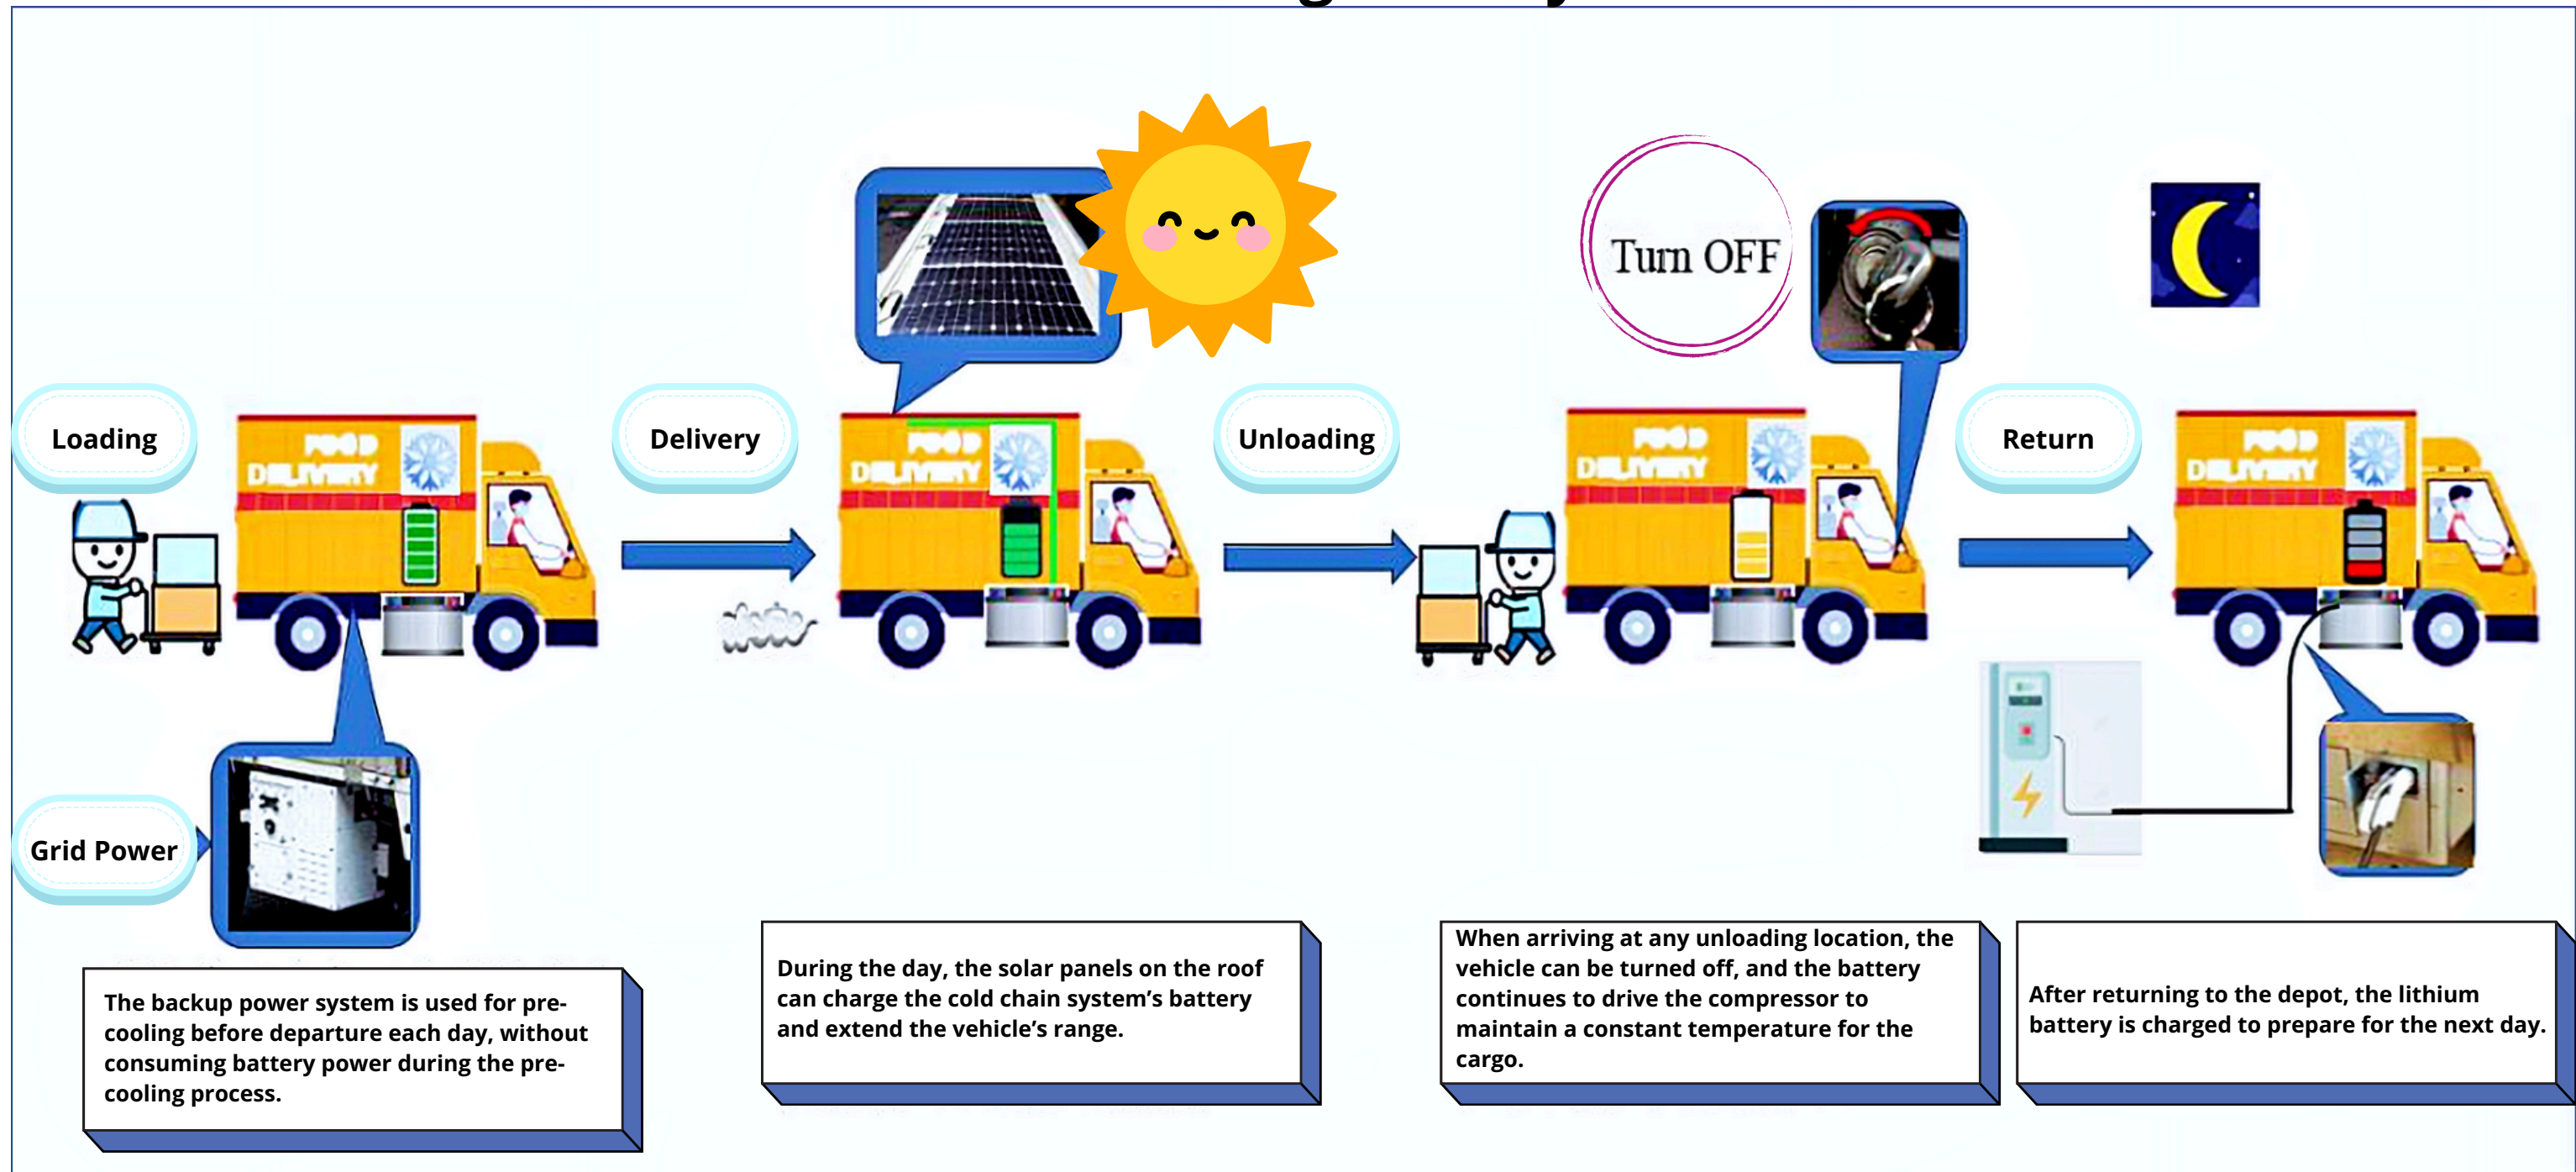 Loading
FOOD
DELIVERY
Delivery
FOOD
DELIVERY
Unloading
Turn OFF
FOOD
DELIVERY
Return
FOOD
DELIVERY
Grid Power
The backup power system is used for pre-
cooling before departure each day, without
consuming battery power during the pre-
cooling process.
During the day, the solar panels on the roof
can charge the cold chain system’s battery
and extend the vehicle’s range.
When arriving at any unloading location, the
vehicle can be turned off, and the battery
continues to drive the compressor to
maintain a constant temperature for the
cargo.
After returning to the depot, the lithium
battery is charged to prepare for the next day.